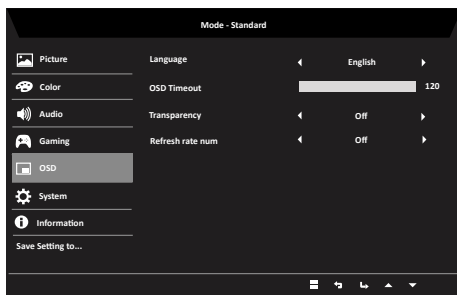 Mode - Standard
Picture
Language English
Color
OSD Timeout 120
Audio
Transparency Off
Gaming
Refresh rate num Off
OSD
System
Information
Save Setting to...